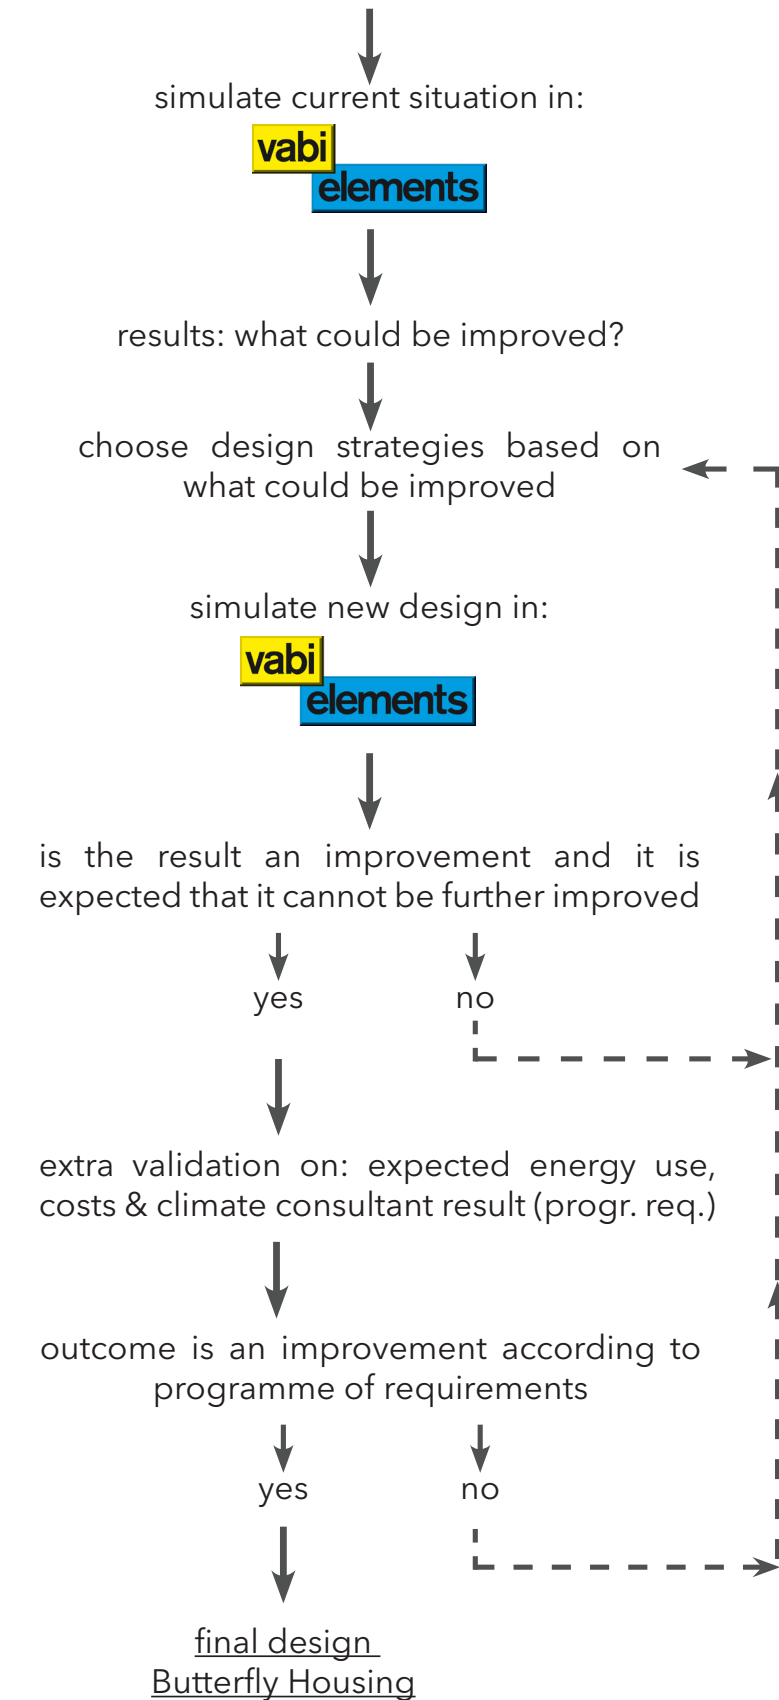 simulate current situation in:
vabi
elements
results: what could be improved?
choose design strategies based on
what could be improved
simulate new design in:
vabi
elements
is the result an improvement and it is
expected that it cannot be further improved
yes no
extra validation on: expected energy use,
costs & climate consultant result (progr. req.)
outcome is an improvement according to
programme of requirements
yes no
final design
Butterfly Housing